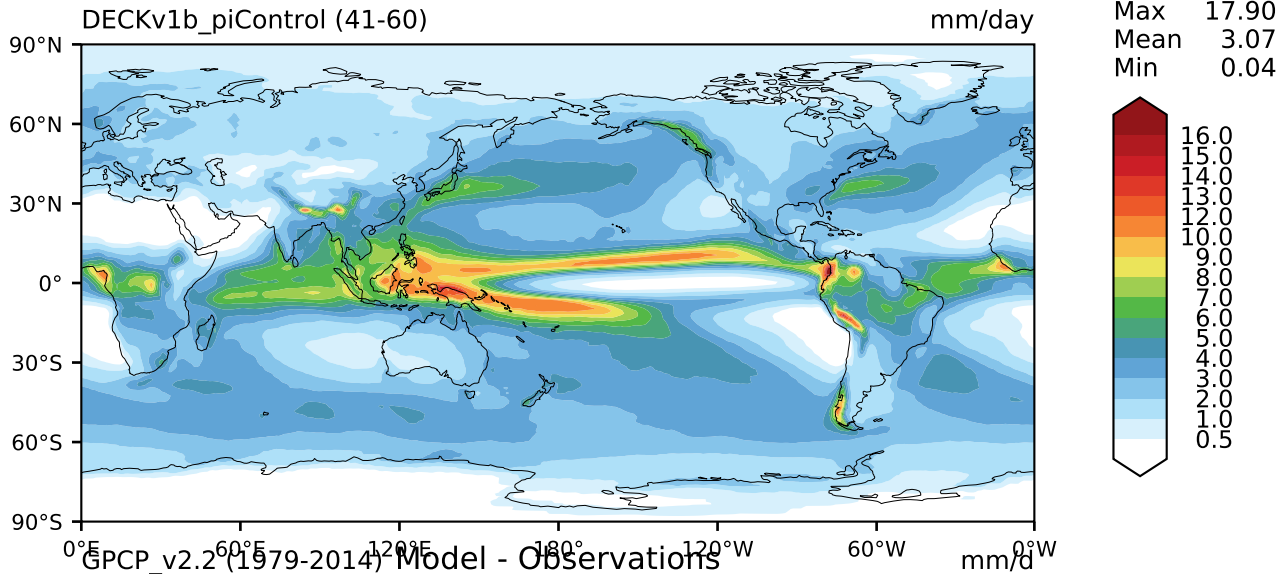 DECKv1b_piControl (41-60) mm/day
Max 17.90
Mean 3.07
Min 0.04
90°N
60°N
30°N
0°
30°S
60°S
90°S
0°E 60°E 120°E 180° 120°W 60°W 0°W
16.0
15.0
14.0
13.0
12.0
10.0
9.0
8.0
7.0
6.0
5.0
4.0
3.0
2.0
1.0
0.5
GPCP_v2.2 (1979-2014) Model - Observations mm/d